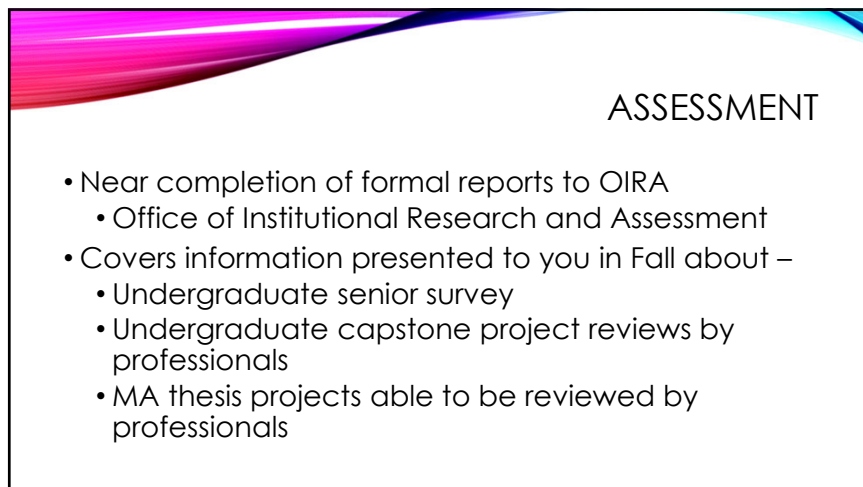 ASSESSMENT
• Near completion of formal reports to OIRA
• Office of Institutional Research and Assessment
• Covers information presented to you in Fall about –
• Undergraduate senior survey
• Undergraduate capstone project reviews by
professionals
• MA thesis projects able to be reviewed by
professionals